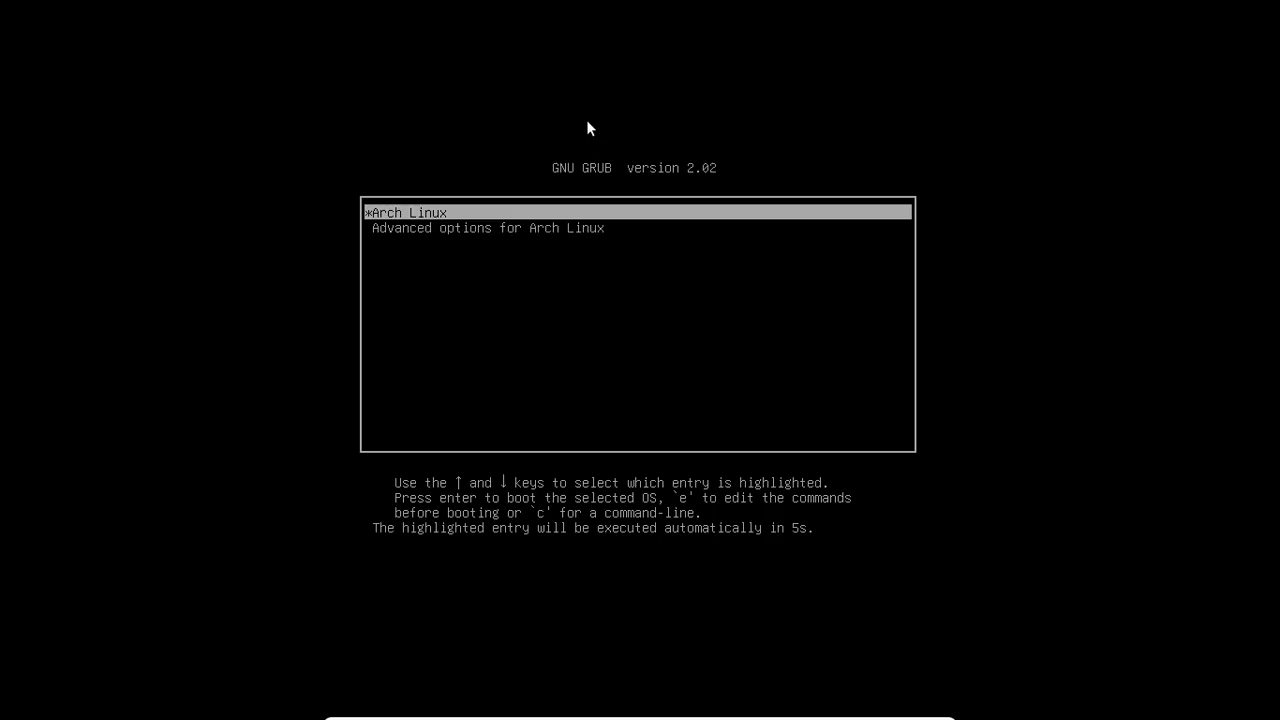 GNU GRUB  version 2.02
*Arch Linux
Advanced options for Arch Linux
Use the ↑ and ↓ keys to select which entry is highlighted.
Press enter to boot the selected OS, `e' to edit the commands
before booting or `c' for a command-line.
The highlighted entry will be executed automatically in 5s.